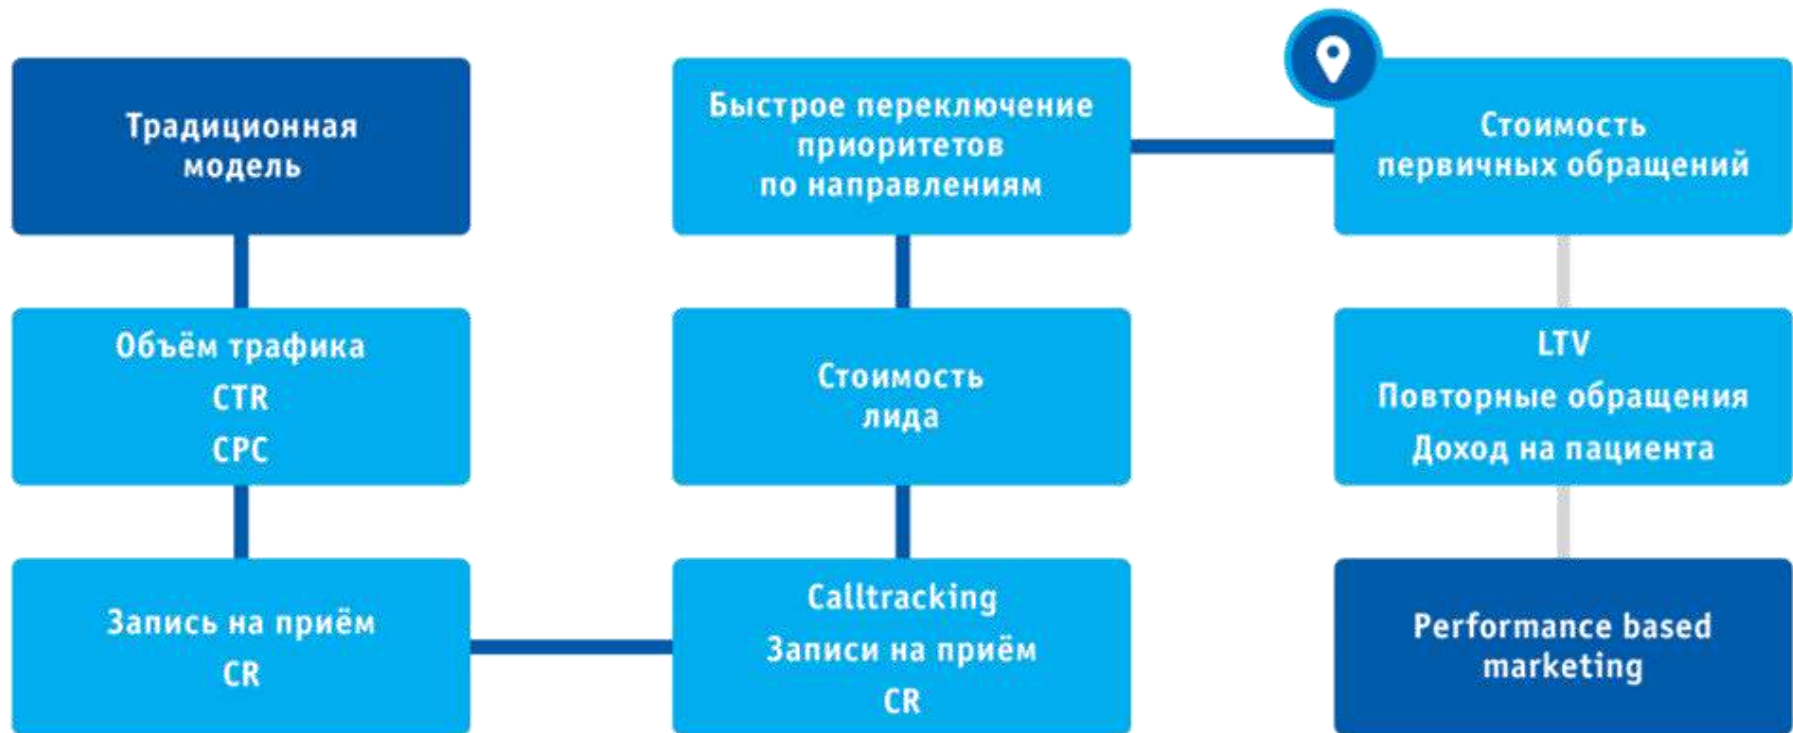 Традиционная
модель
Объём трафика
CTR
CPC
Запись на приём
CR
Calltracking
Записи на приём
CR
Стоимость
лида
Быстрое переключение
приоритетов
по направлениям
Стоимость
первичных обращений
LTV
Повторные обращения
Доход на пациента
Performance based
marketing